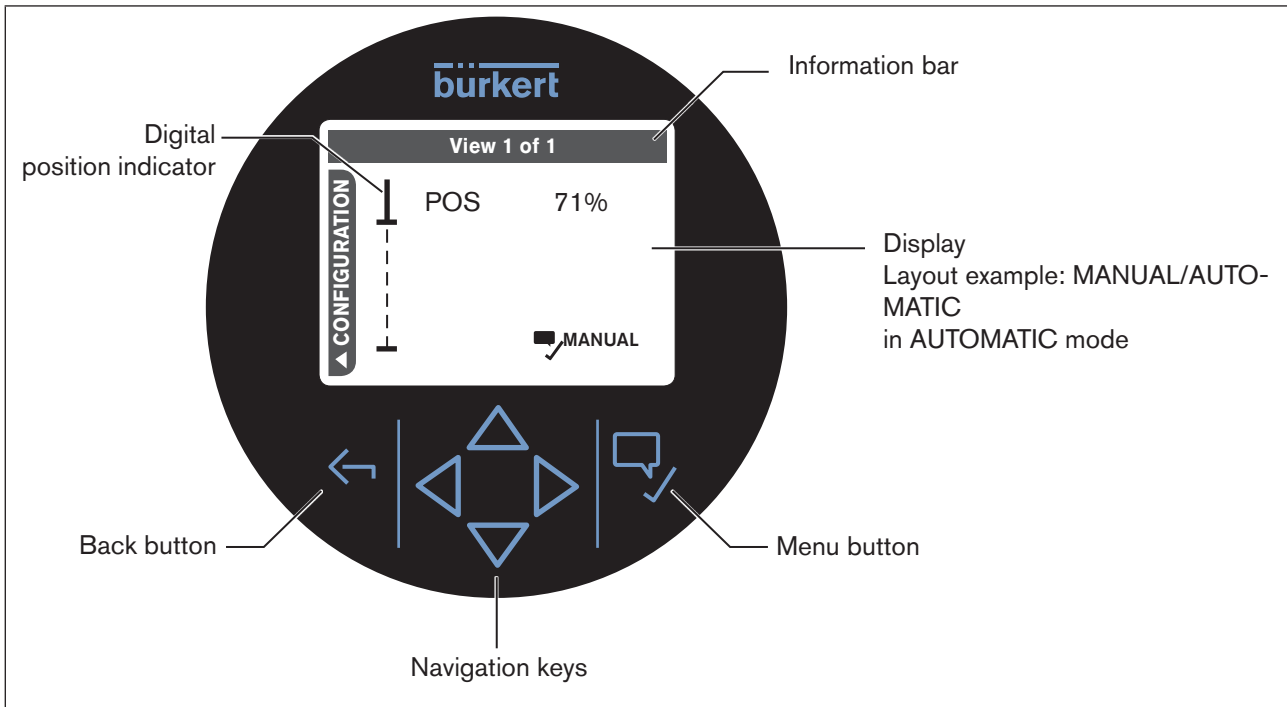 bürkert
Information bar
Digital
position indicator
View 1 of 1
CONFIGURATION
POS 71%
Display
Layout example: MANUAL/AUTO-
MATIC
in AUTOMATIC mode
MANUAL
Back button
Menu button
Navigation keys